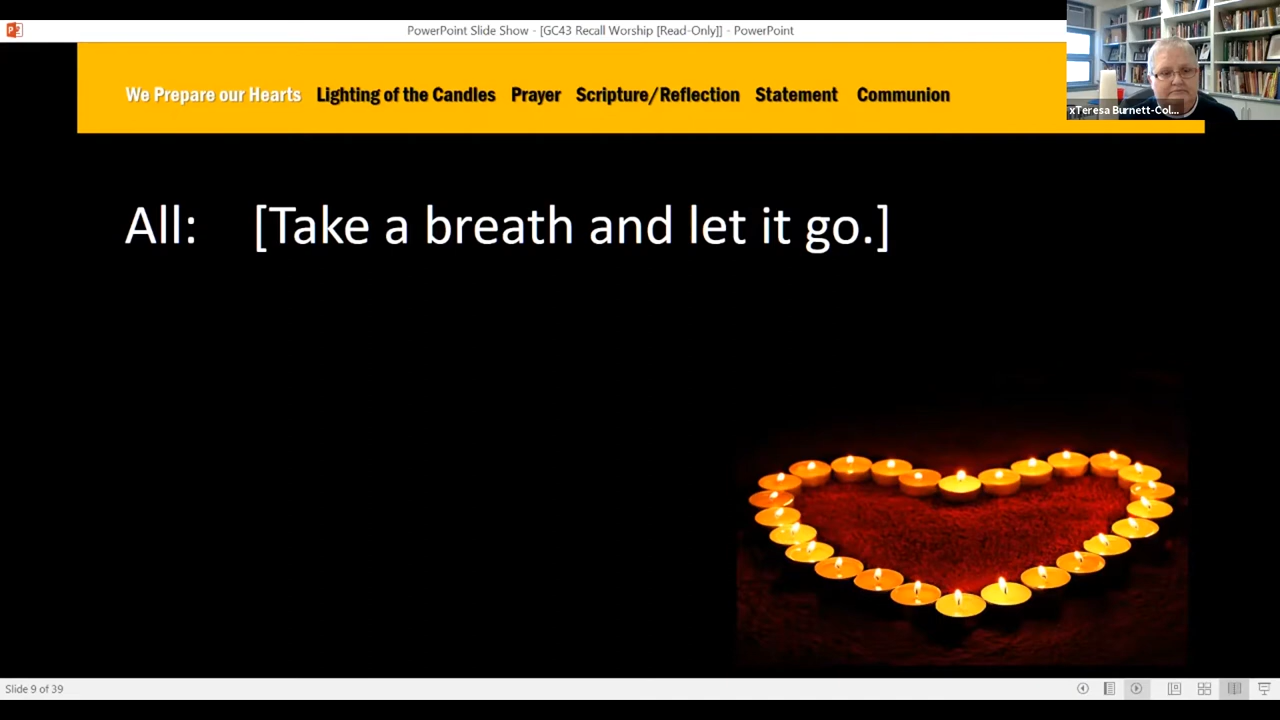 PowerPoint Slide Show - [GC43 Recall Worship [Read-Only]] - PowerPoint
We Prepare our Hearts Lighting of the Candles Prayer Scripture/Reflection Statement Communion
xTeresa Burnett-Col...
All: [Take a breath and let it go.]
Slide 9 of 39